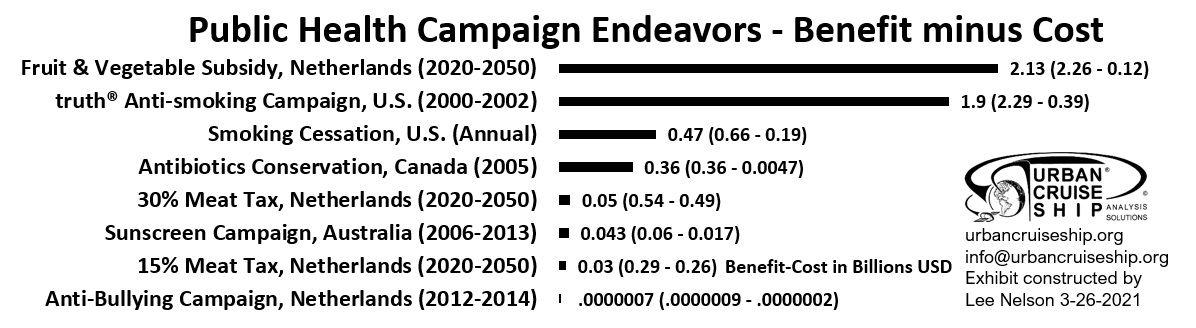 Public Health Campaign Endeavors - Benefit minus Cost
Fruit & Vegetable Subsidy, Netherlands (2020-2050) 2.13 (2.26 - 0.12)
truth® Anti-smoking Campaign, U.S. (2000-2002) 1.9 (2.29 - 0.39)
Smoking Cessation, U.S. (Annual) 0.47 (0.66 - 0.19)
Antibiotics Conservation, Canada (2005) 0.36 (0.36 - 0.0047)
30% Meat Tax, Netherlands (2020-2050) 0.05 (0.54 - 0.49)
Sunscreen Campaign, Australia (2006-2013) 0.043 (0.06 - 0.017)
15% Meat Tax, Netherlands (2020-2050) 0.03 (0.29 - 0.26) Benefit-Cost in Billions USD
Anti-Bullying Campaign, Netherlands (2012-2014) .0000007 (.0000009 - .0000002)
URBAN®
CRUISE ©
SHIP ANALYSIS
SOLUTIONS
urbancruiseship.org
info@urbancruiseship.org
Exhibit constructed by
Lee Nelson 3-26-2021